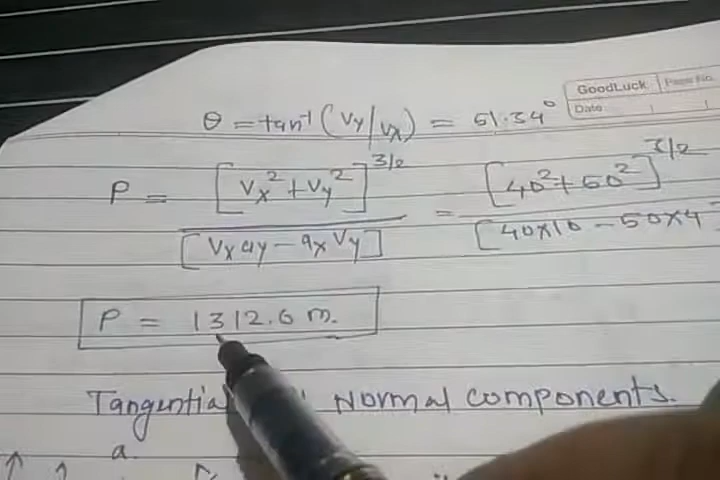 GoodLuck Page No.
Date
θ = tan⁻¹ (Vy/Vx) = 51.34°
ρ = [Vx² + Vy²]^3/2 / [Vx ay - ax Vy] = [40² + 50²]^3/2 / [40×10 - 50×4
ρ = 1312.6 m.
Tangentia Normal components.
a